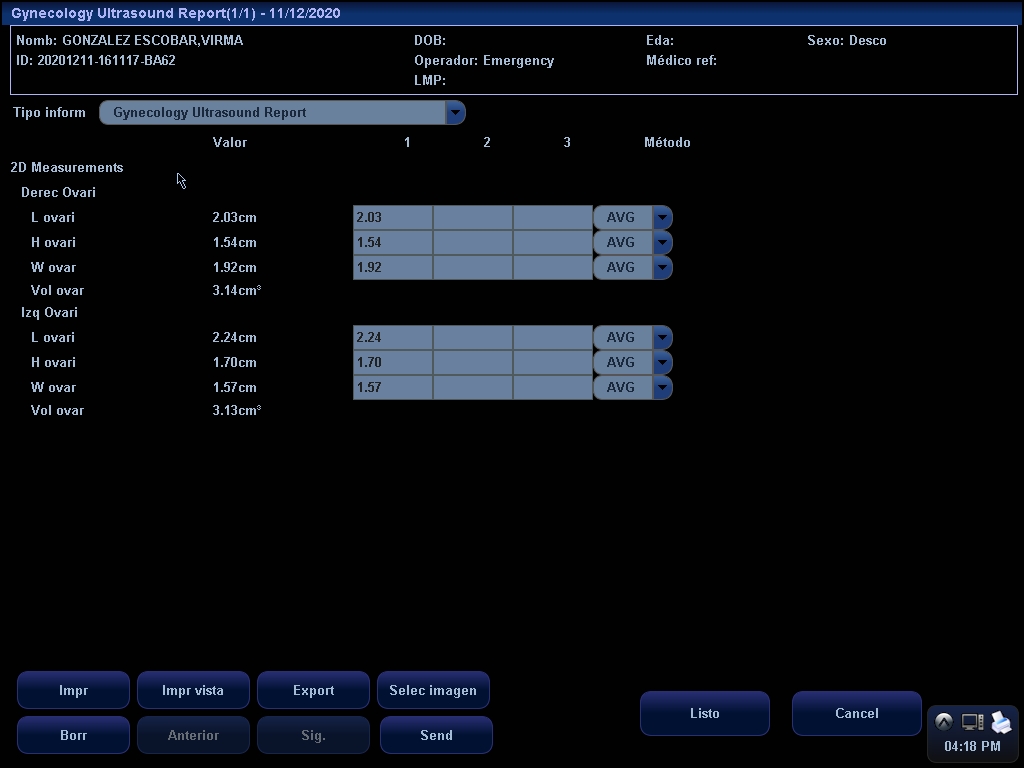 Gynecology Ultrasound Report(1/1) - 11/12/2020
Nomb: GONZALEZ ESCOBAR,VIRMA DOB: Eda: Sexo: Desco
ID: 20201211-161117-BA62 Operador: Emergency Médico ref:
LMP:
Tipo inform Gynecology Ultrasound Report
Valor 1 2 3 Método
2D Measurements
Derec Ovari
L ovari 2.03cm 2.03 AVG
H ovari 1.54cm 1.54 AVG
W ovar 1.92cm 1.92 AVG
Vol ovar 3.14cm³
Izq Ovari
L ovari 2.24cm 2.24 AVG
H ovari 1.70cm 1.70 AVG
W ovar 1.57cm 1.57 AVG
Vol ovar 3.13cm³
Impr Impr vista Export Selec imagen
Listo Cancel
Borr Anterior Sig. Send
04:18 PM